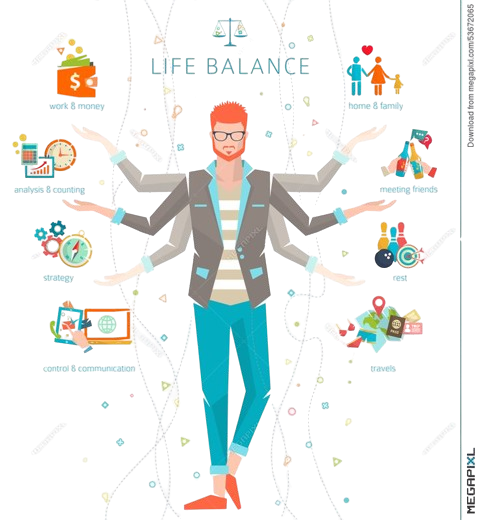 LIFE BALANCE
work & money
home & family
analysis & counting
meeting friends
strategy
rest
control & communication
travels
Download from megapixl.com/53672065
MEGAPIXL